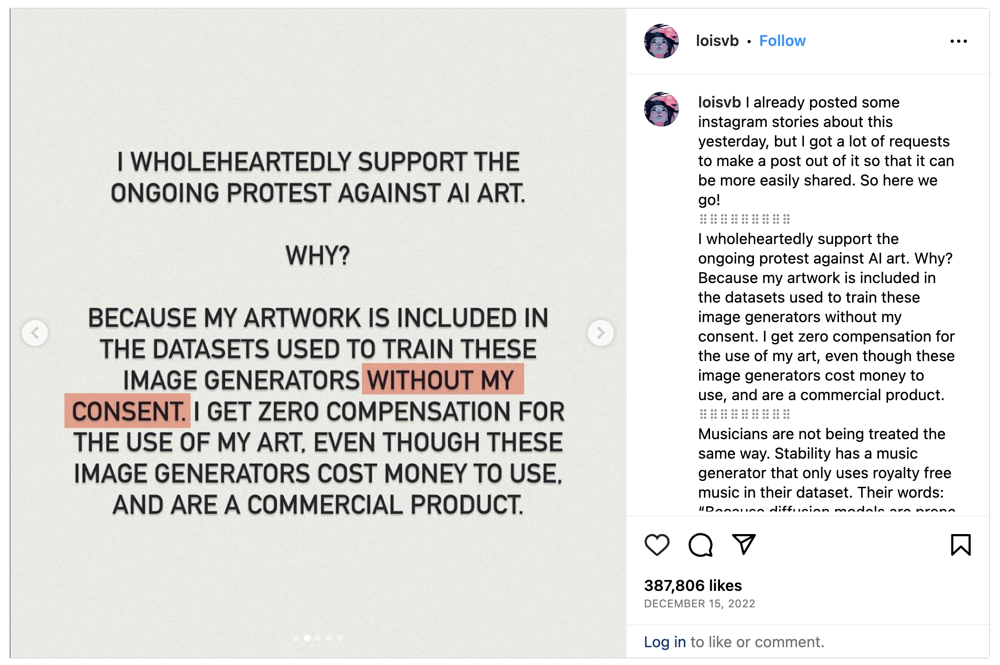 I WHOLEHEARTEDLY SUPPORT THE
ONGOING PROTEST AGAINST AI ART.
WHY?
BECAUSE MY ARTWORK IS INCLUDED IN
THE DATASETS USED TO TRAIN THESE
IMAGE GENERATORS WITHOUT MY
CONSENT. I GET ZERO COMPENSATION FOR
THE USE OF MY ART, EVEN THOUGH THESE
IMAGE GENERATORS COST MONEY TO USE,
AND ARE A COMMERCIAL PRODUCT.
loisvb • Follow
loisvb I already posted some
instagram stories about this
yesterday, but I got a lot of requests
to make a post out of it so that it can
be more easily shared. So here we
go!
I wholeheartedly support the
ongoing protest against AI art. Why?
Because my artwork is included in
the datasets used to train these
image generators without my
consent. I get zero compensation for
the use of my art, even though these
image generators cost money to
use, and are a commercial product.
Musicians are not being treated the
same way. Stability has a music
generator that only uses royalty free
music in their dataset. Their words:
“Because diffusion models are prone
387,806 likes
DECEMBER 15, 2022
Log in to like or comment.